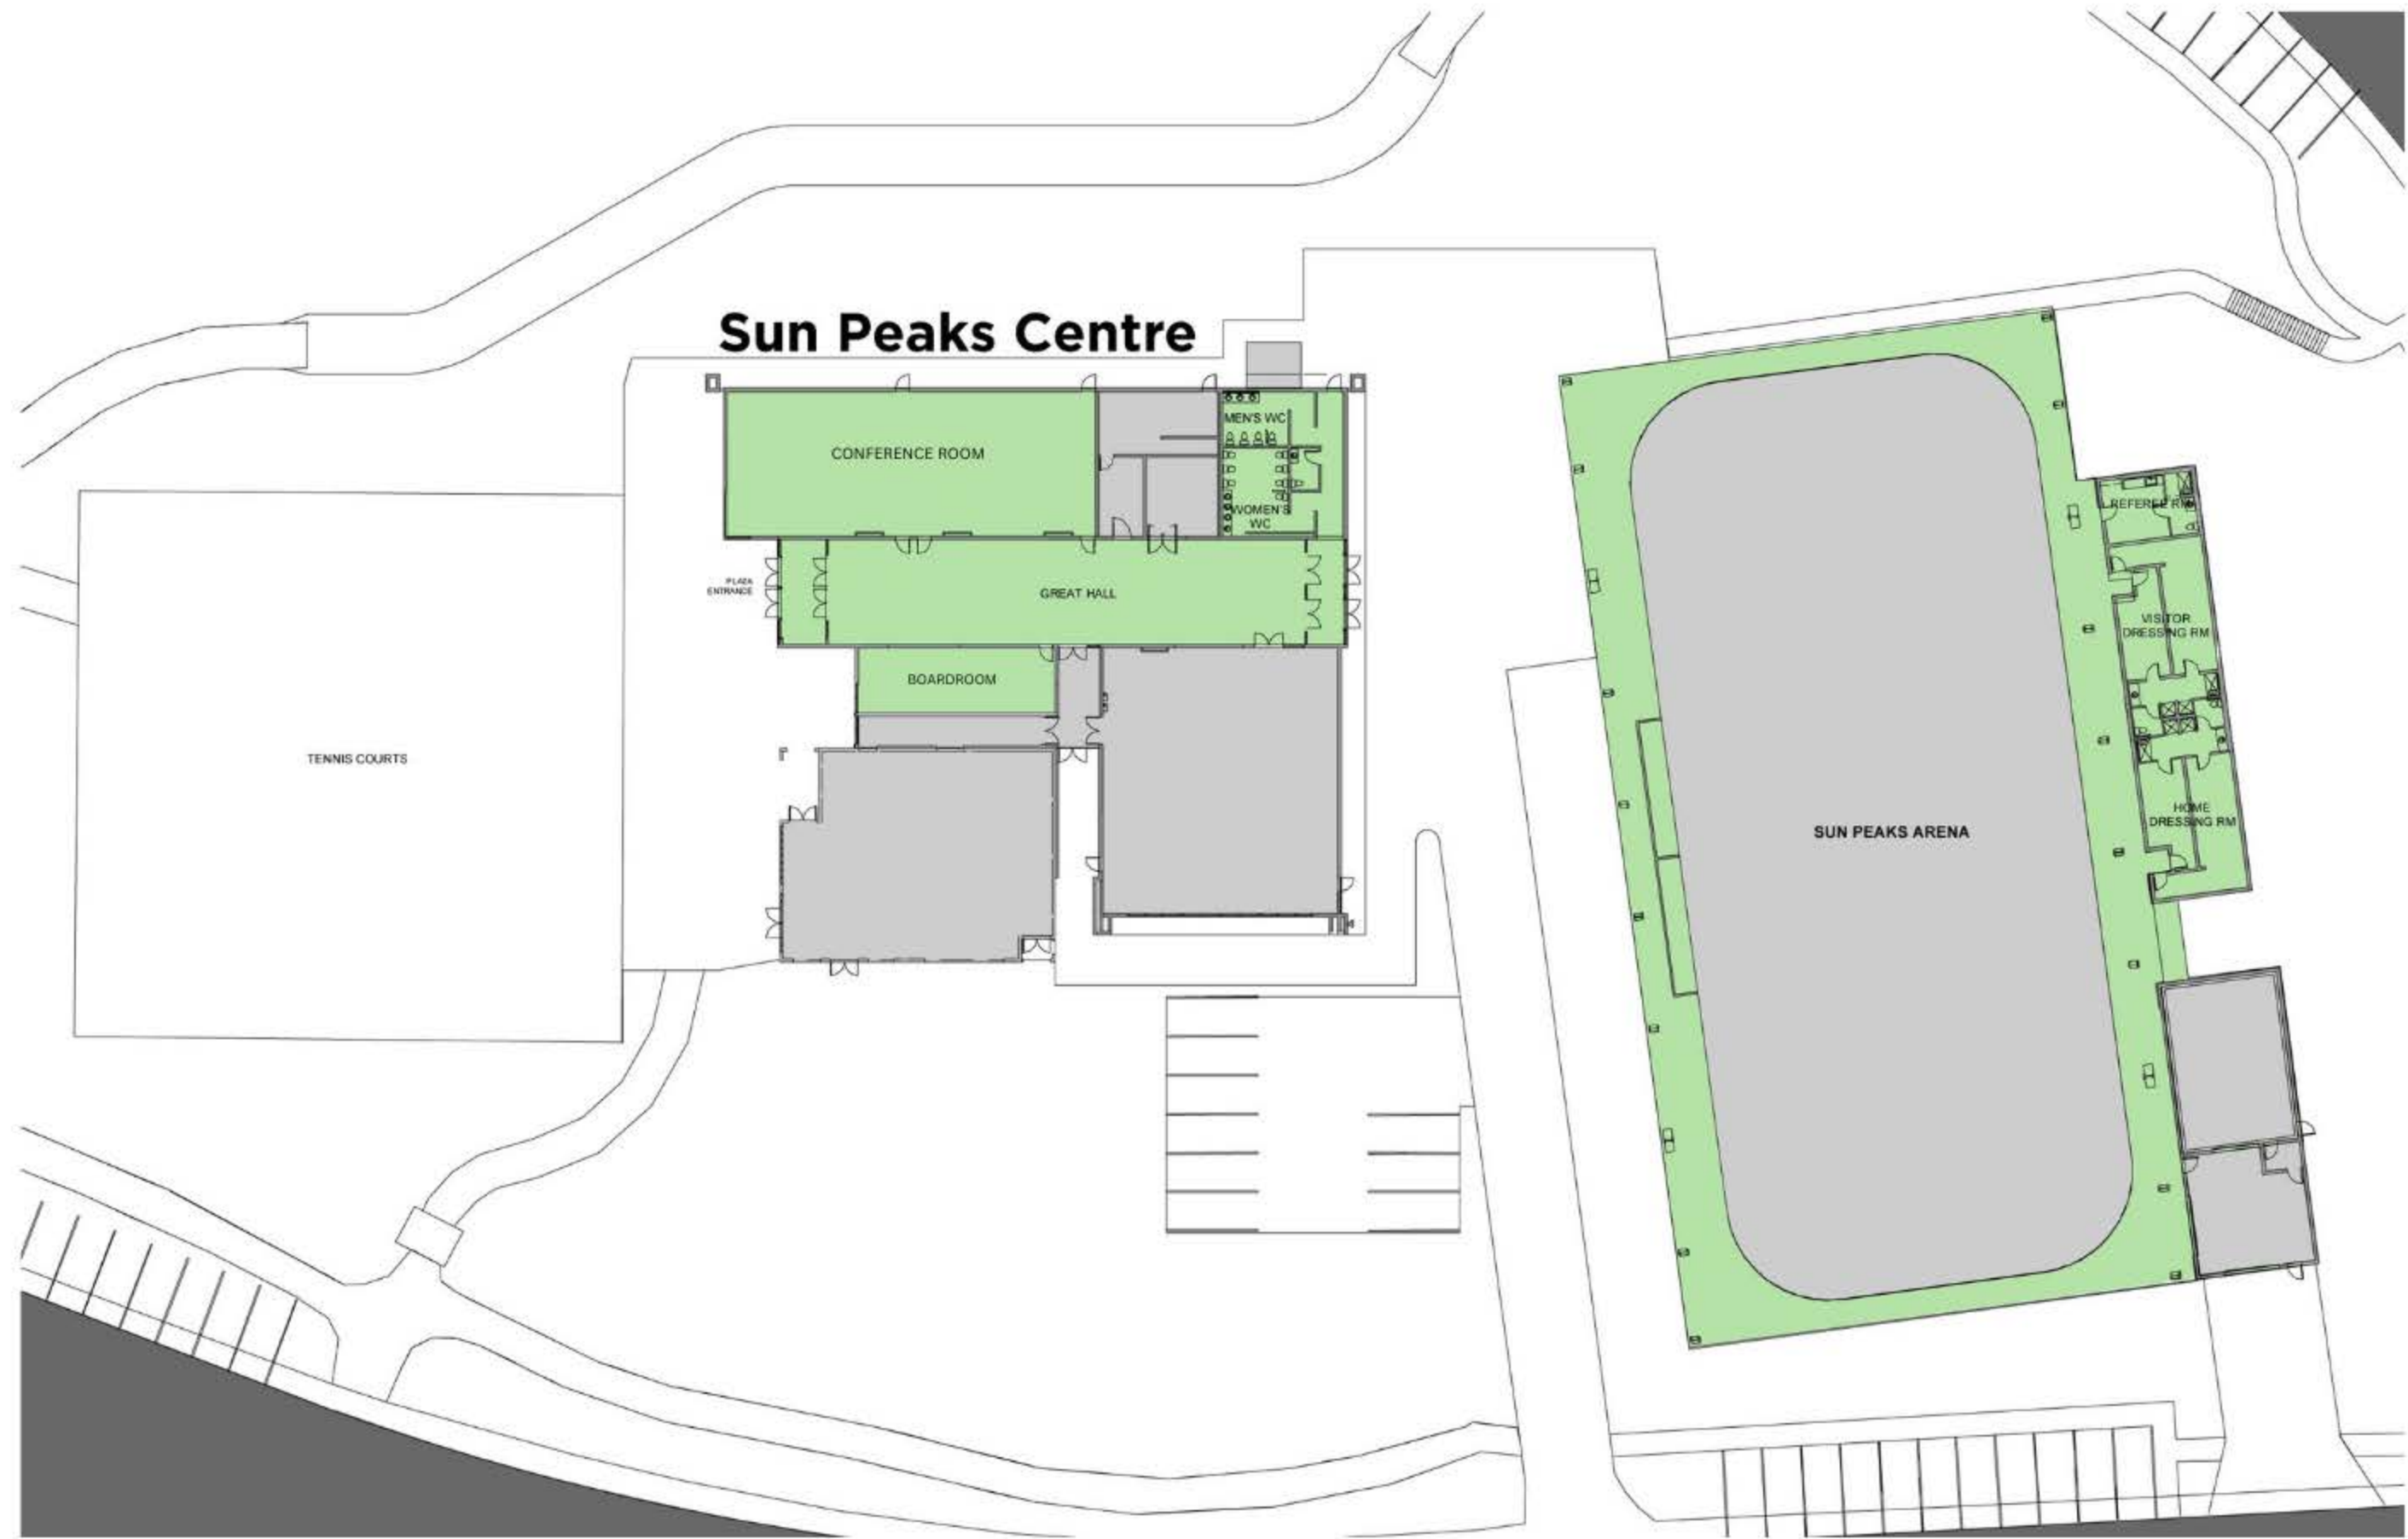 Sun Peaks Centre
MEN'S WC
CONFERENCE ROOM
WOMEN'S
WC
PLAZA
ENTRANCE
GREAT HALL
BOARDROOM
TENNIS COURTS
REFEREE RM
VISITOR
DRESSING RM
HOME
DRESSING RM
SUN PEAKS ARENA